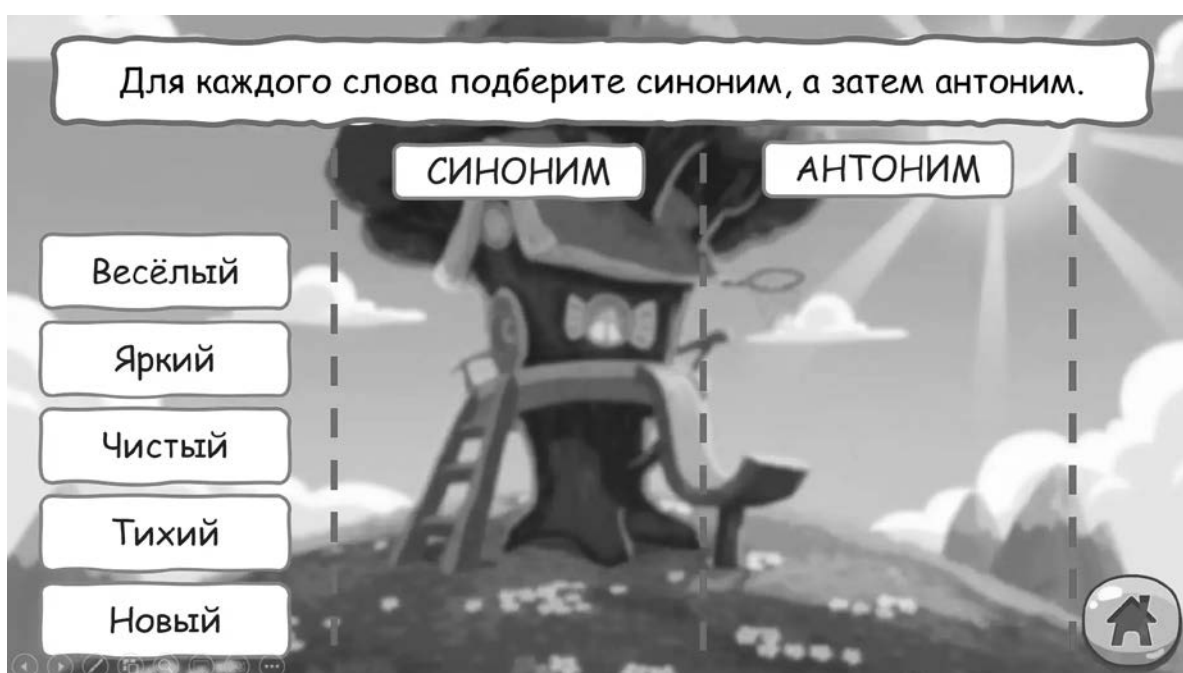 Для каждого слова подберите синоним, а затем антоним.
СИНОНИМ
АНТОНИМ
Весёлый
Яркий
Чистый
Тихий
Новый